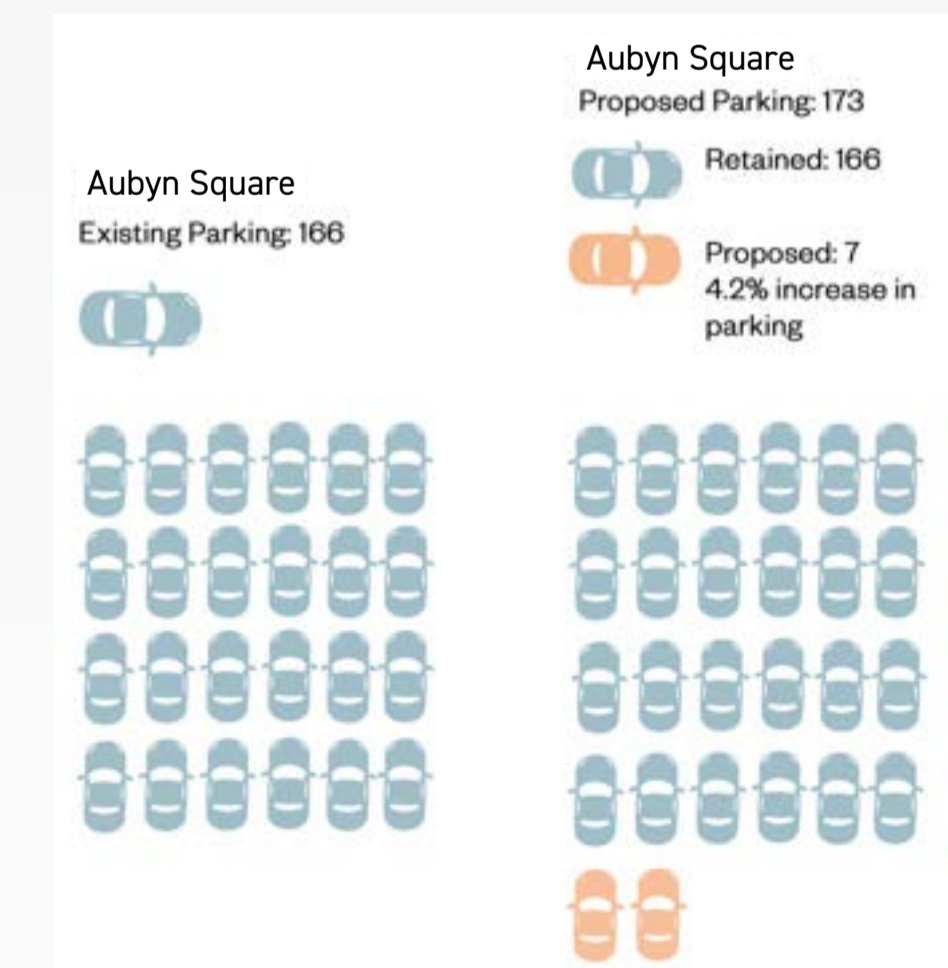 Aubyn Square
Existing Parking: 166
Aubyn Square
Proposed Parking: 173
Retained: 166
Proposed: 7
4.2% increase in
parking